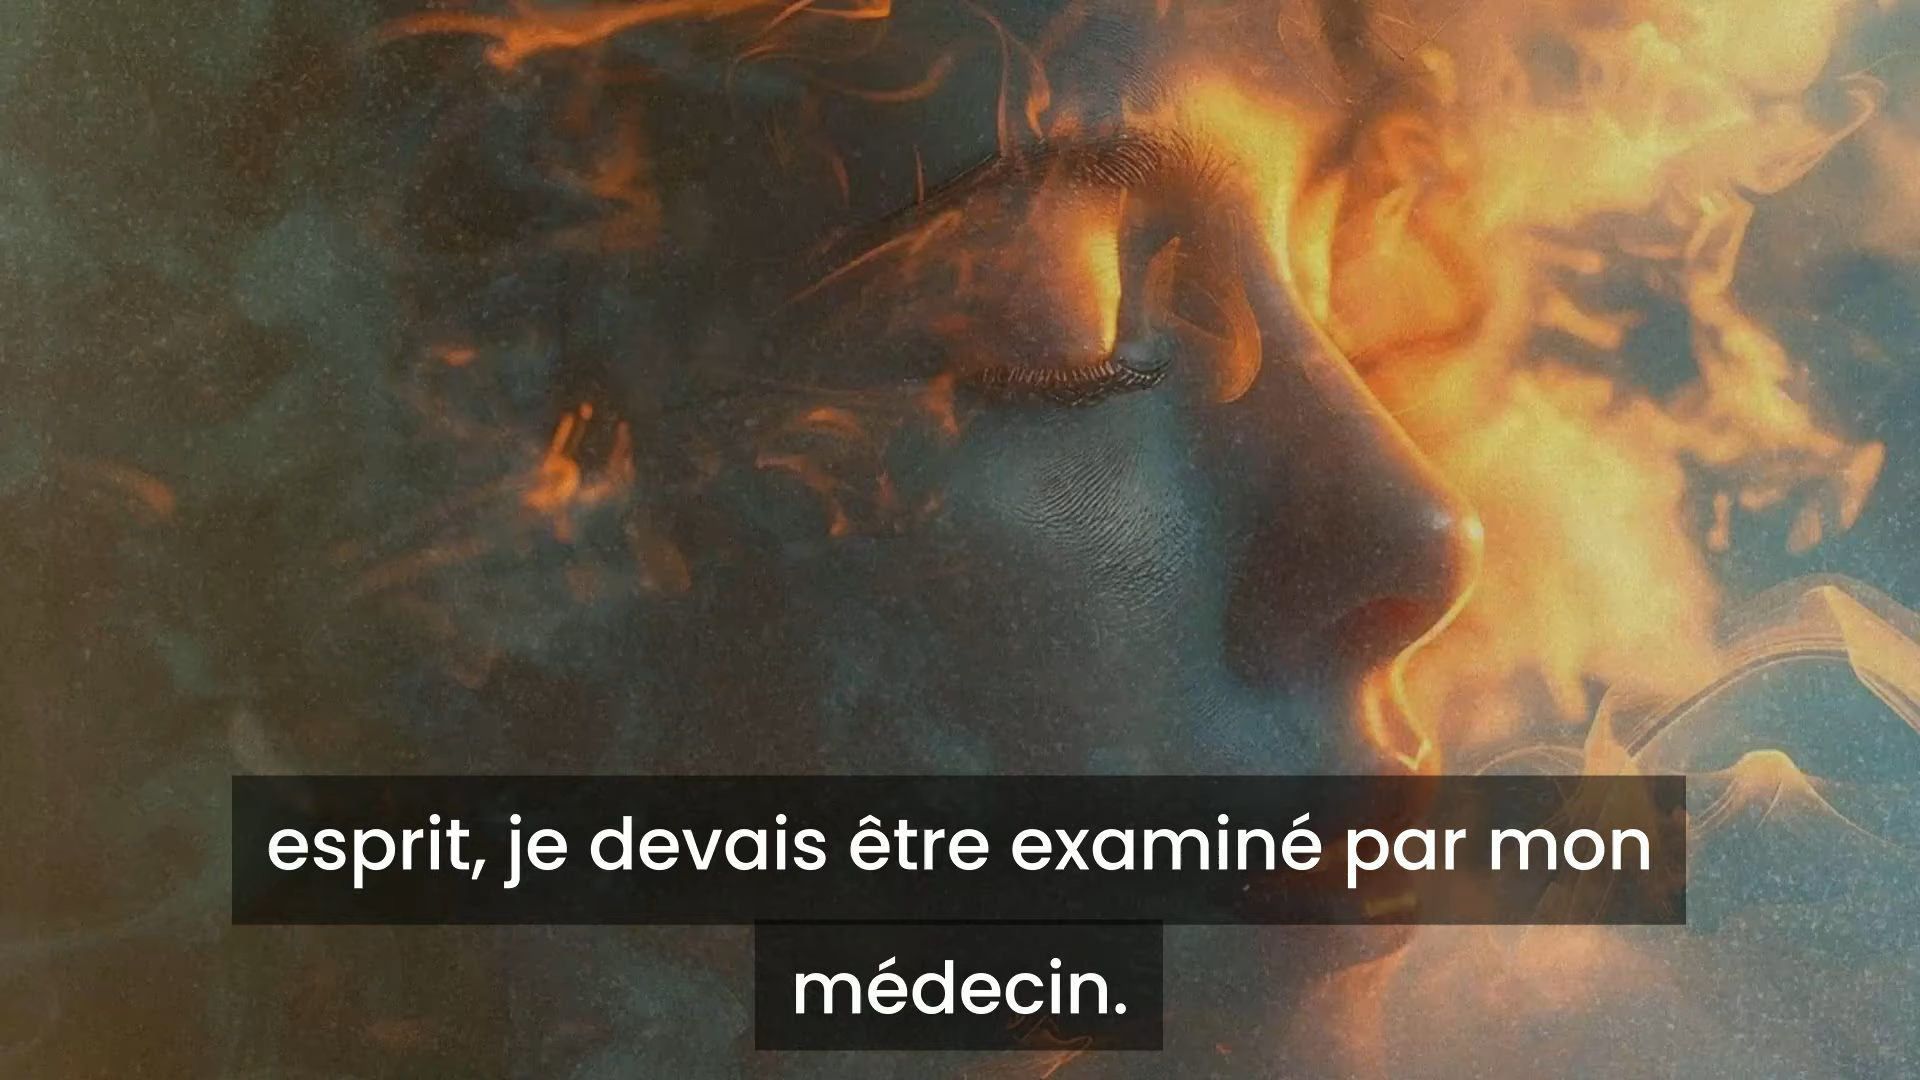 esprit, je devais être examiné par mon
médecin.